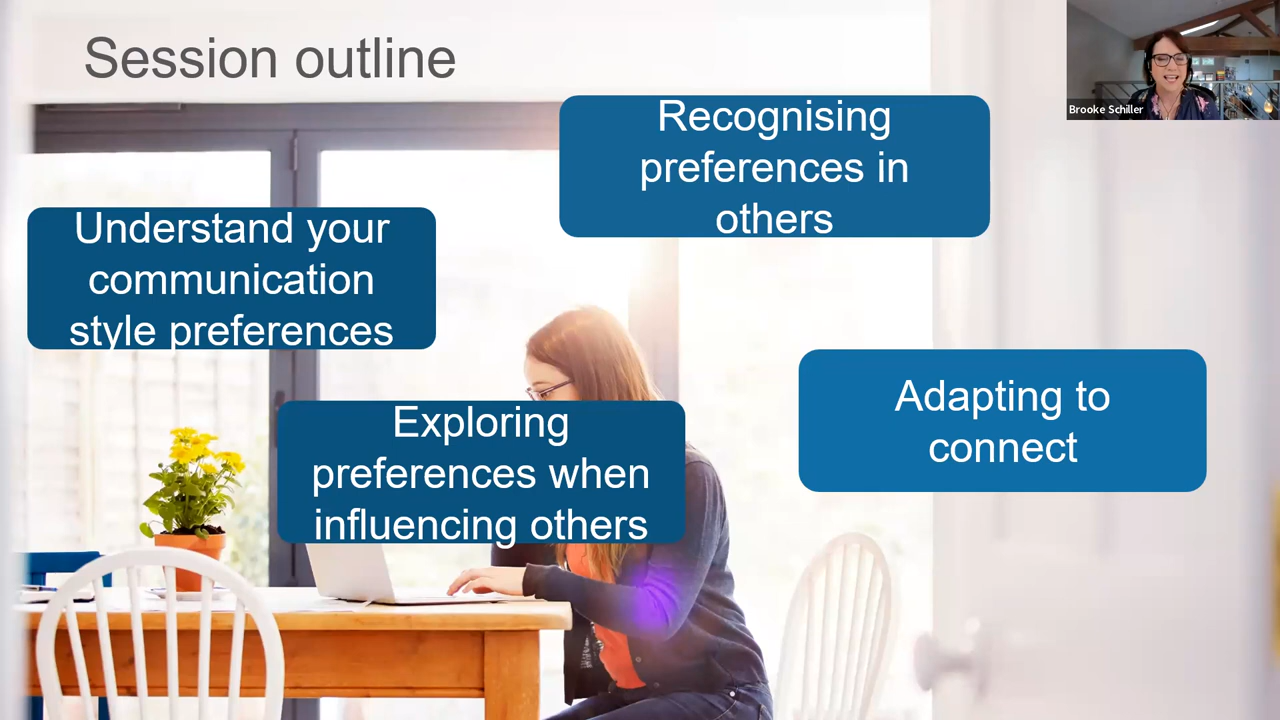 Session outline
Brooke Schiller
Recognising
preferences in
others
Understand your
communication
style preferences
Adapting to
connect
Exploring
preferences when
influencing others